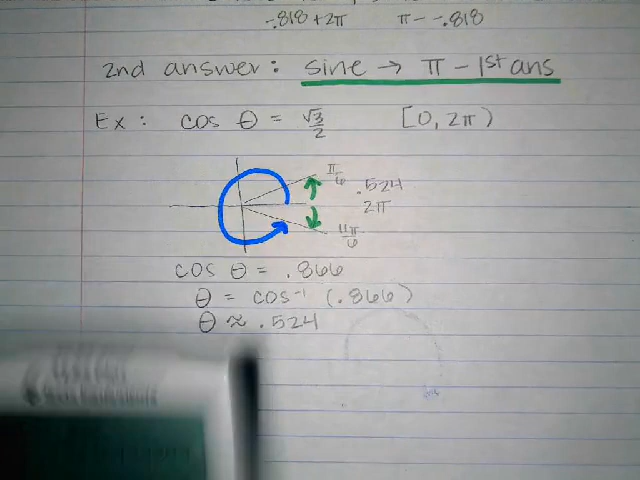 -.818+2π π--.818
2nd answer: sine → π - 1st ans
Ex: cos θ = √3/2 [0, 2π)
π/6 .524
2π
11π/6
cos θ = .866
θ = cos⁻¹ (.866)
θ ≈ .524